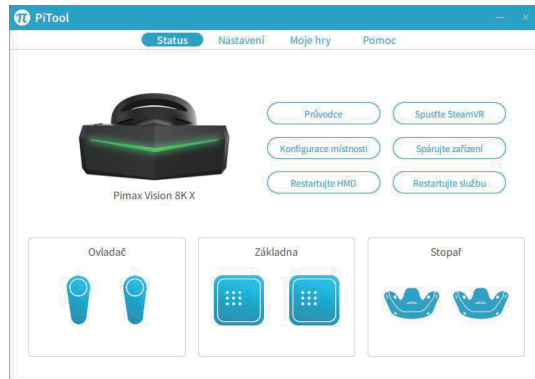 PiTool
Status Nastavení Moje hry Pomoc
Průvodce Spusťte SteamVR
Konfigurace místnosti Spárujte zařízení
Restartujte HMD Restartujte službu
Pimax Vision 8K X
Ovladač Základna Stopař